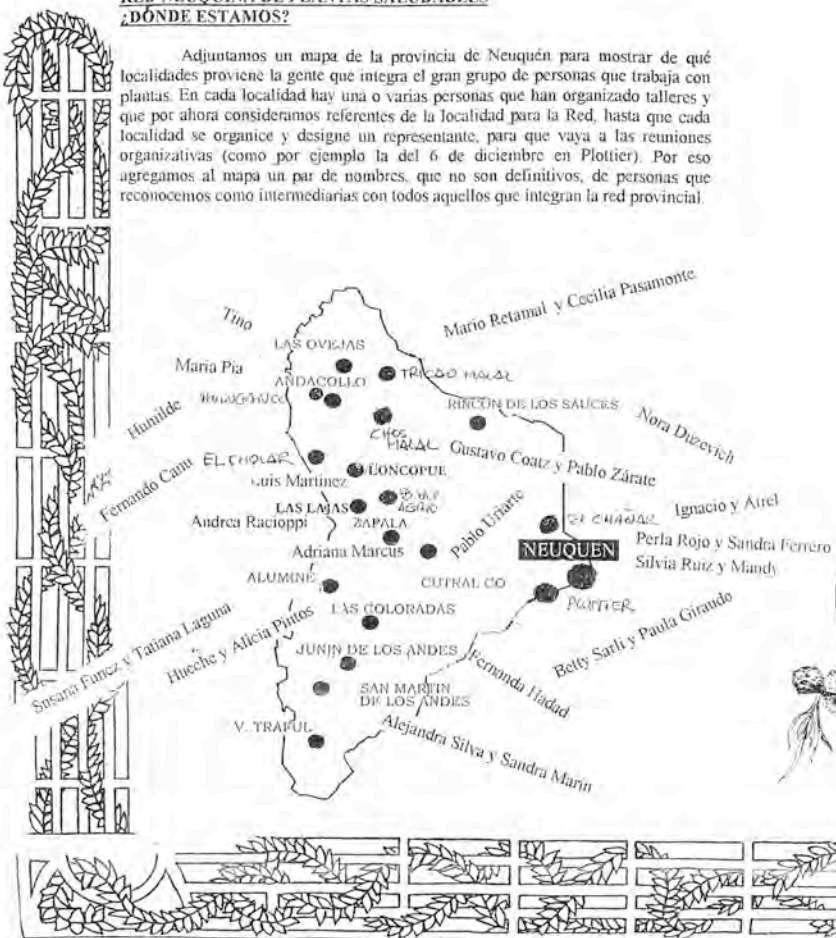 RED NEUQUINA DE PLANTAS SALUDABLES
¿DÓNDE ESTAMOS?
Adjuntamos un mapa de la provincia de Neuquén para mostrar de qué
localidades proviene la gente que integra el gran grupo de personas que trabaja con
plantas. En cada localidad hay una o varias personas que han organizado talleres y
que por ahora consideramos referentes de la localidad para la Red, hasta que cada
localidad se organice y designe un representante, para que vaya a las reuniones
organizativas (como por ejemplo la del 6 de diciembre en Plottier). Por eso
agregamos al mapa un par de nombres, que no son definitivos, de personas que
reconocemos como intermediarias con todos aquellos que integran la red provincial.
Mario Retamal y Cecilia Pasamonte
Tino
LAS OVEJAS
Maria Pia
TRICAO MALAL
ANDACOLLO
HUINGANCO
RINCON DE LOS SAUCES
Humilde
CHOS
MALAL
Nora Duzevich
Gustavo Coatz y Pablo Zárate
EL CHOLAR
Fernando Canu
LONCOPUE
Luis Martinez
BAJO
AGRIO
LAS LAJAS
Ignacio y Atrel
EL CHAÑAR
Andrea Racioppi
ZAPALA
Pablo Uriarte
Perla Rojo y Sandra Ferrero
NEUQUEN
Adriana Marcus
Silvia Ruiz y Mandy
ALUMINE
CUTRAL CO
PLOTTIER
LAS COLORADAS
Susana Funez y Tatiana Laguna
Hueche y Alicia Pintos
Betty Sarli y Paula Giraudo
JUNIN DE LOS ANDES
Fernanda Hadad
SAN MARTIN
DE LOS ANDES
V. TRAFUL
Alejandra Silva y Sandra Marin